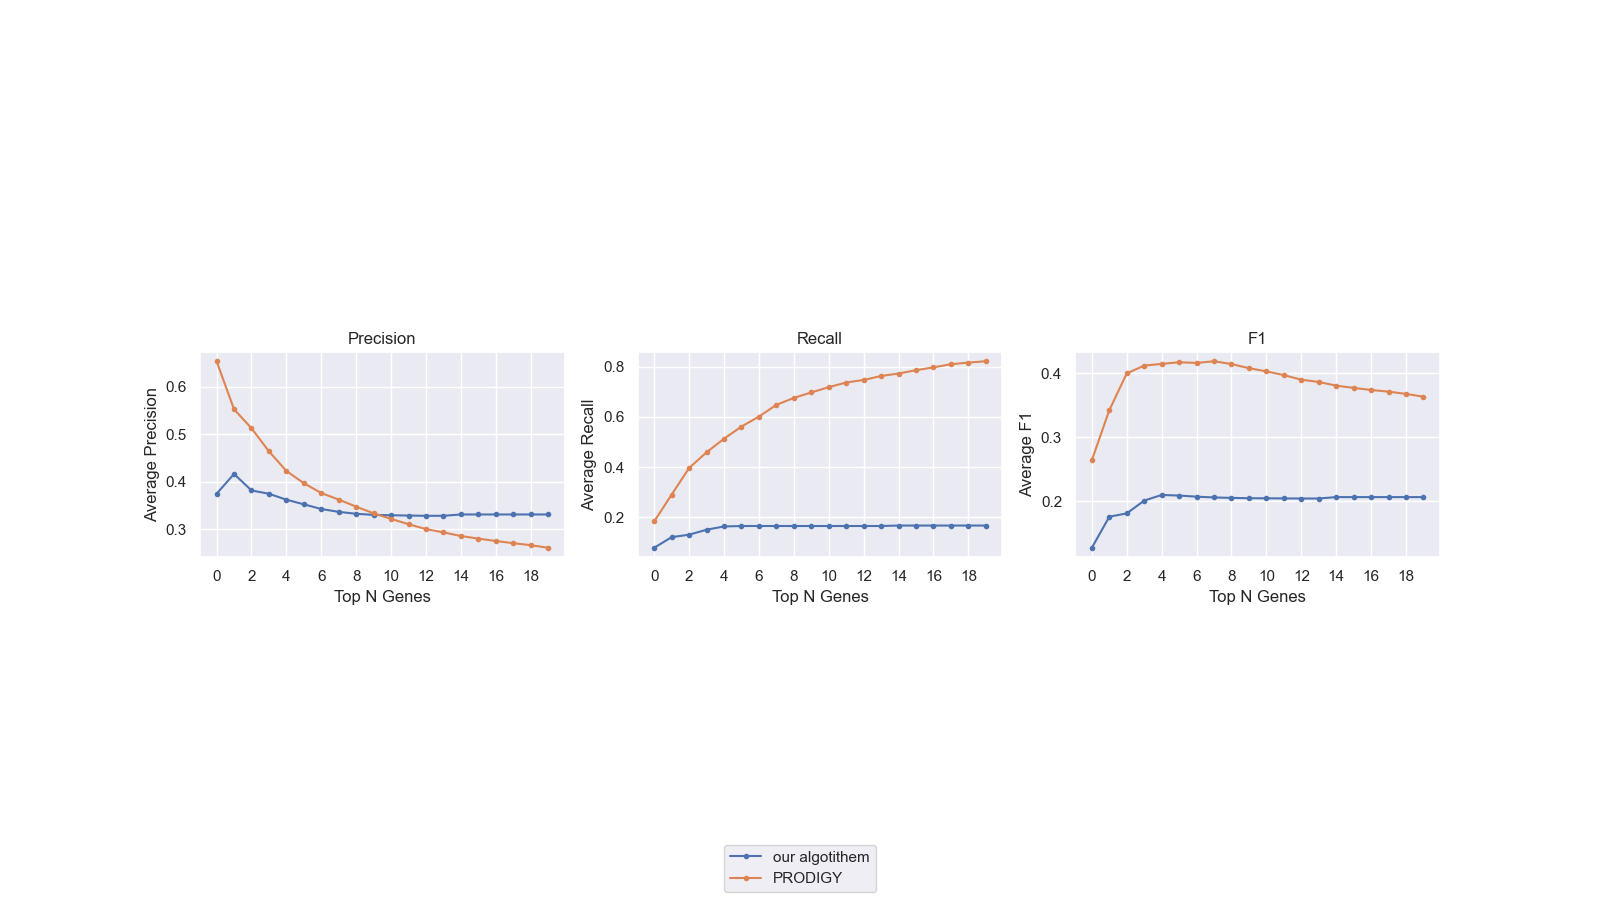 Precision
Average Precision
0.6
0.5
0.4
0.3
0 2 4 6 8 10 12 14 16 18
Top N Genes
Recall
Average Recall
0.8
0.6
0.4
0.2
0 2 4 6 8 10 12 14 16 18
Top N Genes
F1
Average F1
0.4
0.3
0.2
0 2 4 6 8 10 12 14 16 18
Top N Genes
our algotithem
PRODIGY